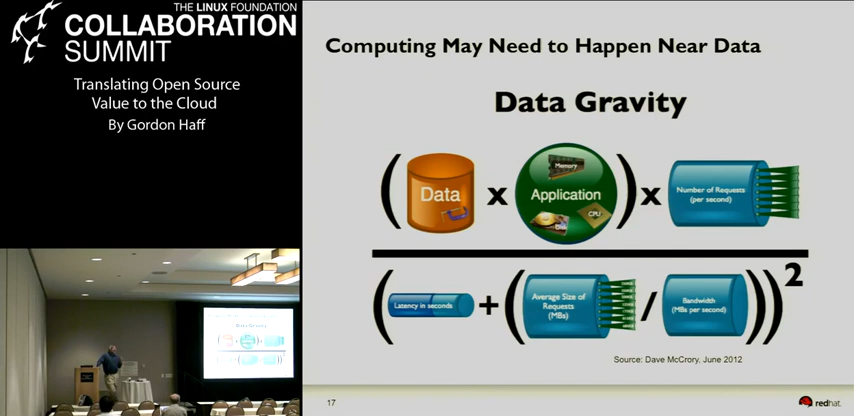 THE LINUX FOUNDATION
COLLABORATION
SUMMIT
Translating Open Source
Value to the Cloud
By Gordon Haff
Computing May Need to Happen Near Data
Data Gravity
( Data x Application Memory Disk CPU ) x Number of Requests
(per second)
( Latency in seconds + ( Average Size of
Requests
(MBs) / Bandwidth
(MBs per second) ) ) 2
Source: Dave McCrory, June 2012
17
redhat.
Data Gravity